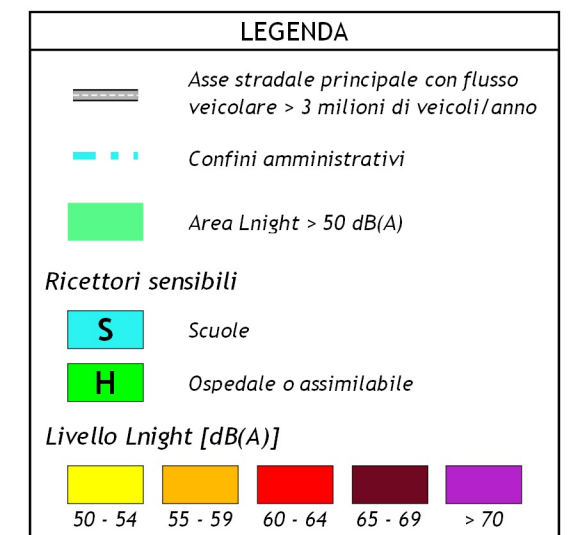 LEGENDA
Asse stradale principale con flusso
veicolare > 3 milioni di veicoli/anno
Confini amministrativi
Area Lnight > 50 dB(A)
Ricettori sensibili
S Scuole
H Ospedale o assimilabile
Livello Lnight [dB(A)]
50 - 54 55 - 59 60 - 64 65 - 69 > 70